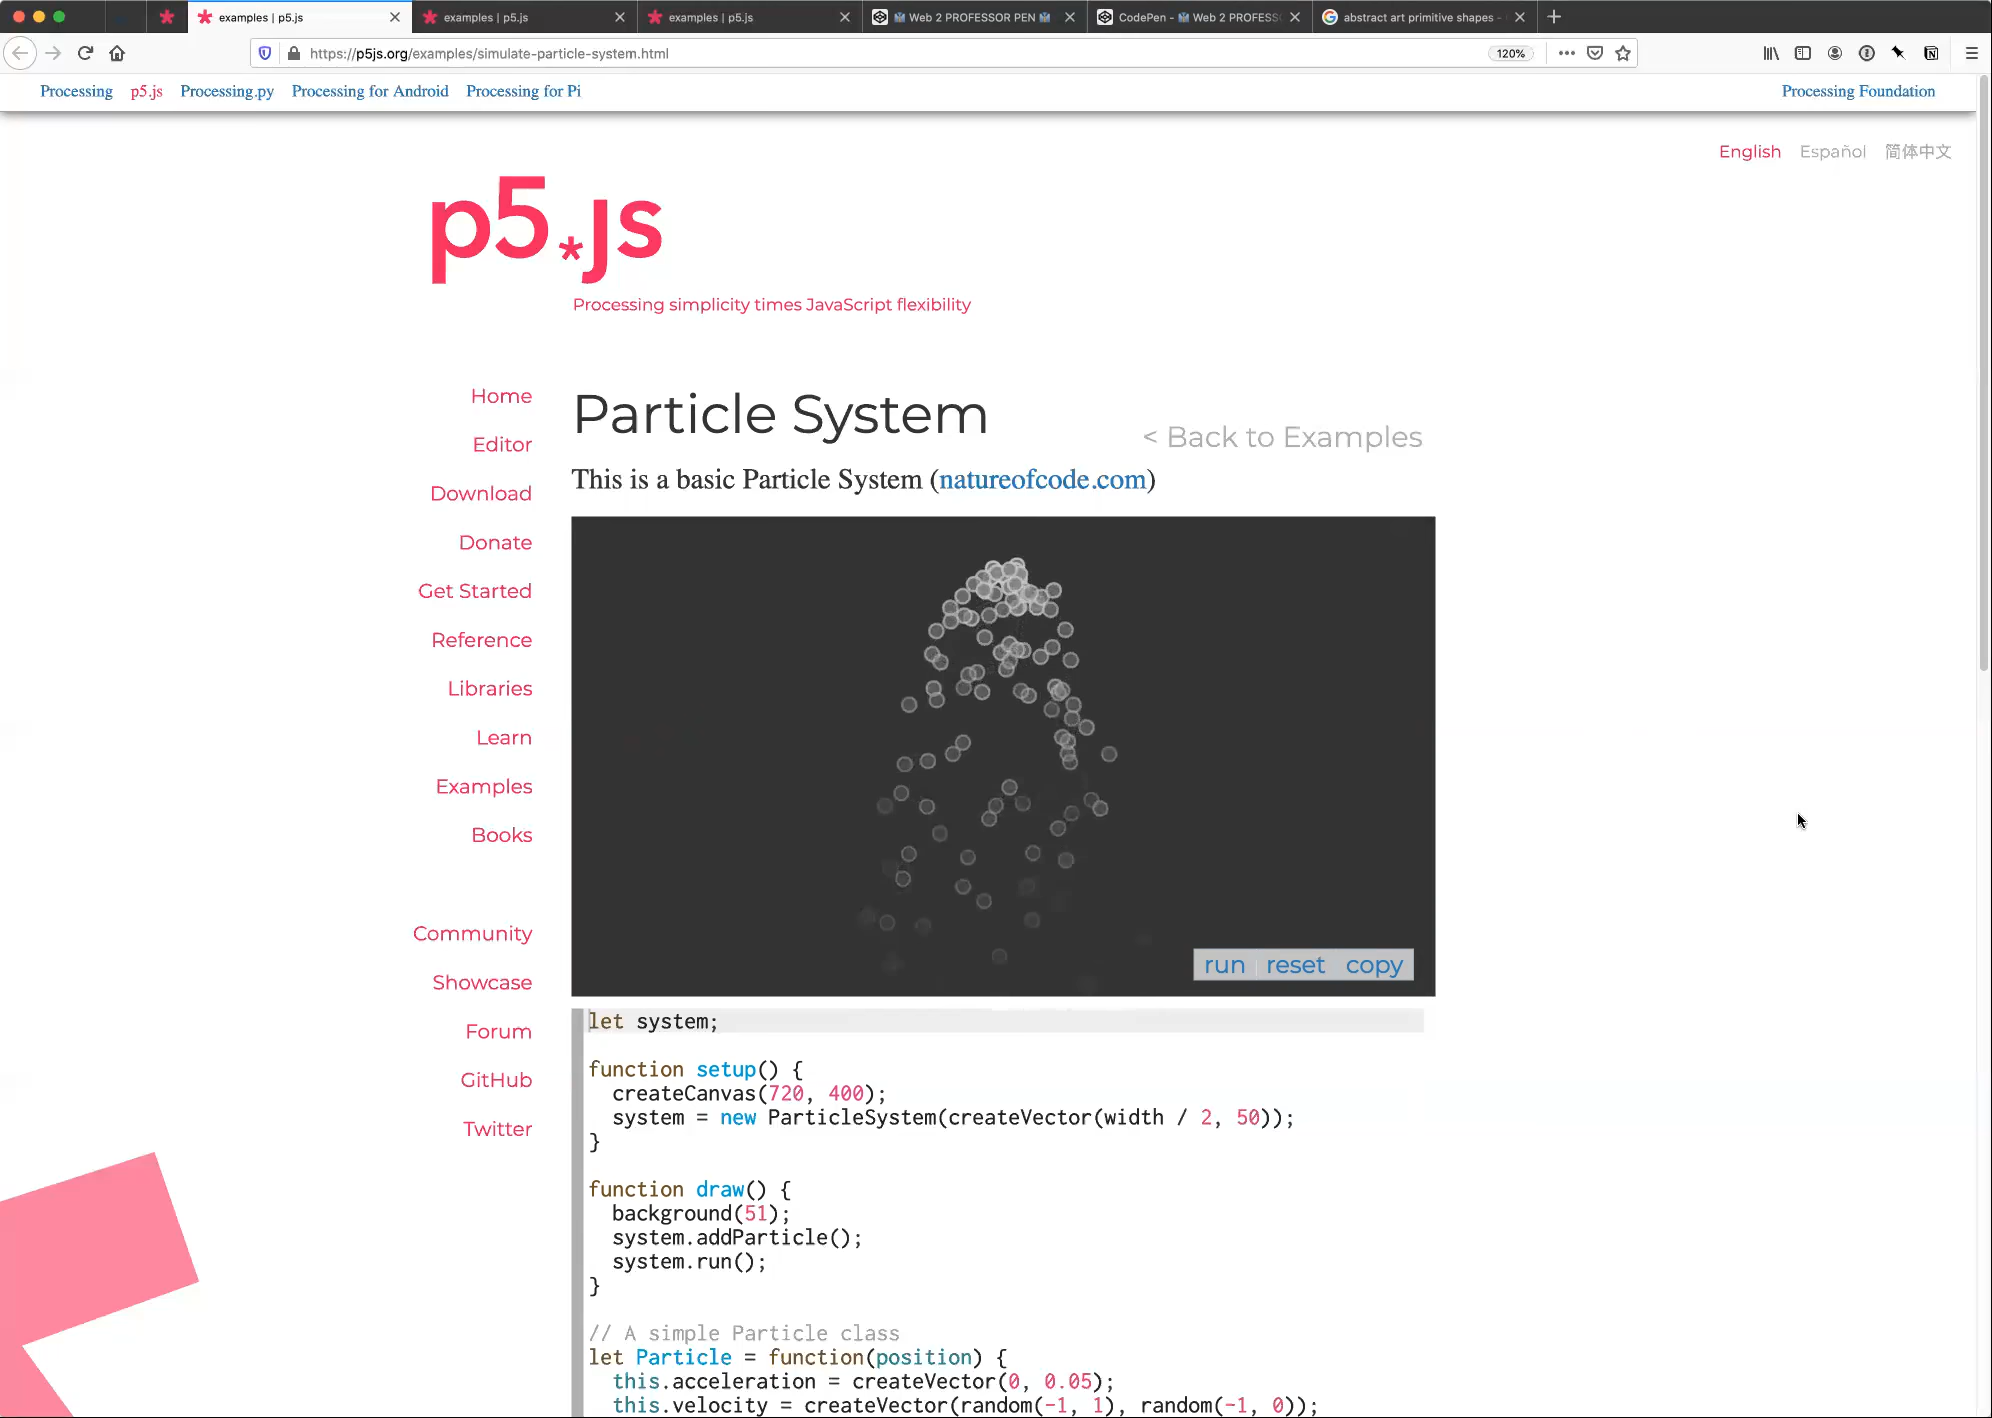 examples | p5.js
examples | p5.js
examples | p5.js
Web 2 PROFESSOR PEN
CodePen - Web 2 PROFESS
abstract art primitive shapes -
https://p5js.org/examples/simulate-particle-system.html
120%
Processing p5.js Processing.py Processing for Android Processing for Pi Processing Foundation
English Español 简体中文
p5.js
Processing simplicity times JavaScript flexibility
Home
Editor
Download
Donate
Get Started
Reference
Libraries
Learn
Examples
Books
Community
Showcase
Forum
GitHub
Twitter
Particle System
< Back to Examples
This is a basic Particle System (natureofcode.com)
run reset copy
let system;
function setup() {
createCanvas(720, 400);
system = new ParticleSystem(createVector(width / 2, 50));
}
function draw() {
background(51);
system.addParticle();
system.run();
}
// A simple Particle class
let Particle = function(position) {
this.acceleration = createVector(0, 0.05);
this.velocity = createVector(random(-1, 1), random(-1, 0));